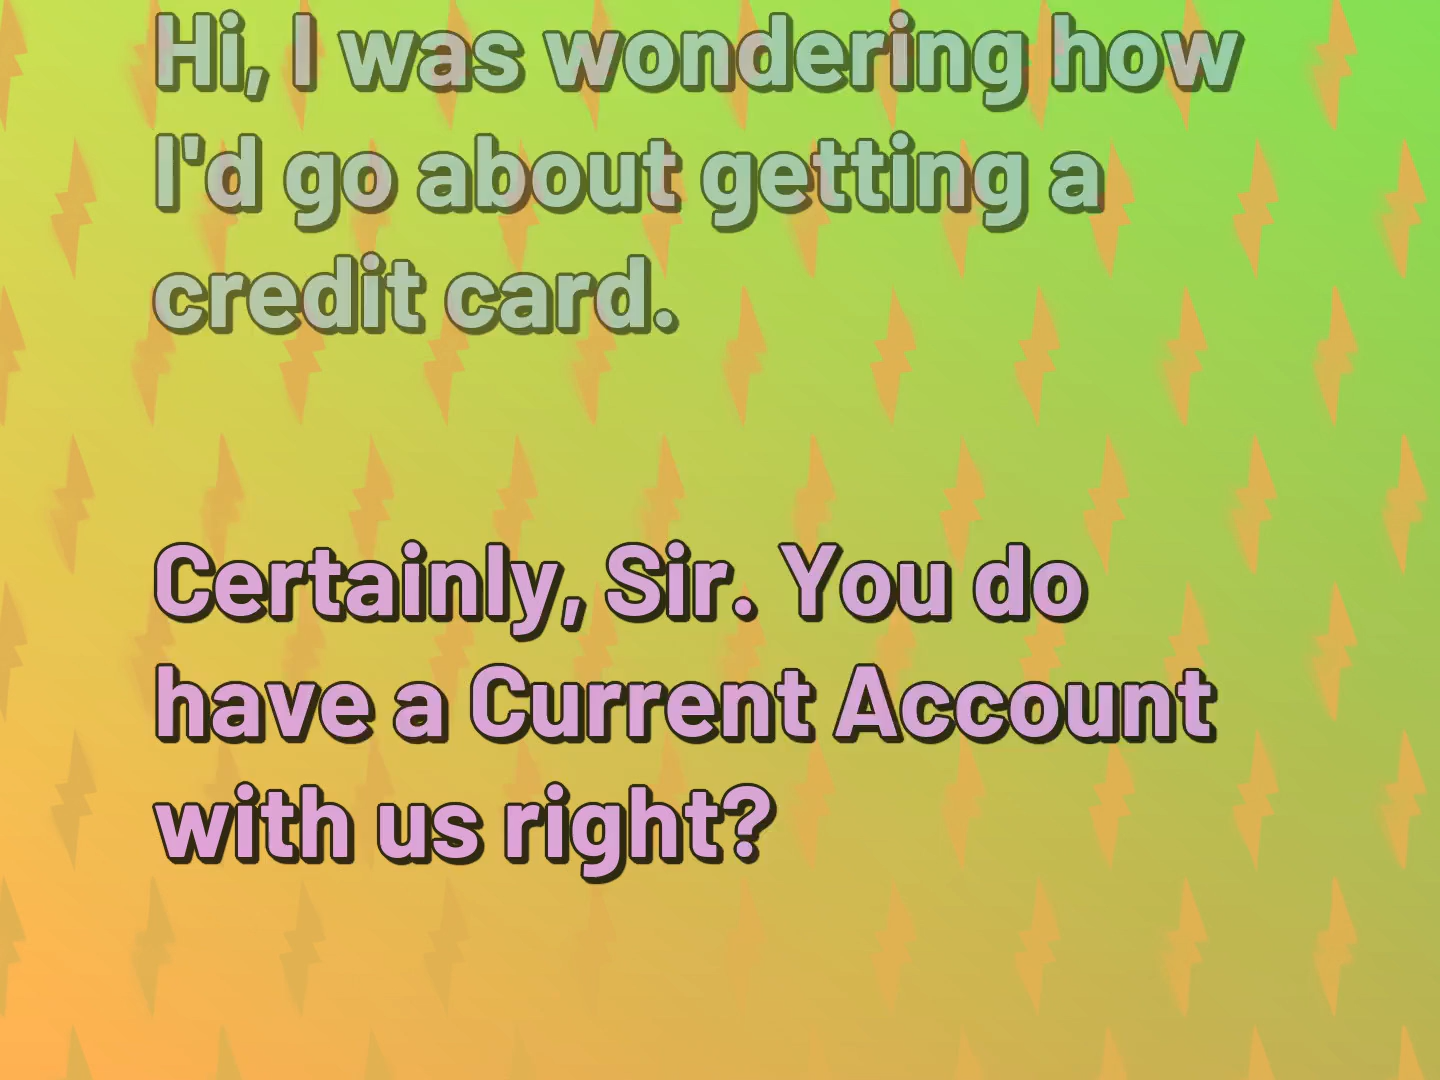 Hi, I was wondering how
I'd go about getting a
credit card.
Certainly, Sir. You do
have a Current Account
with us right?